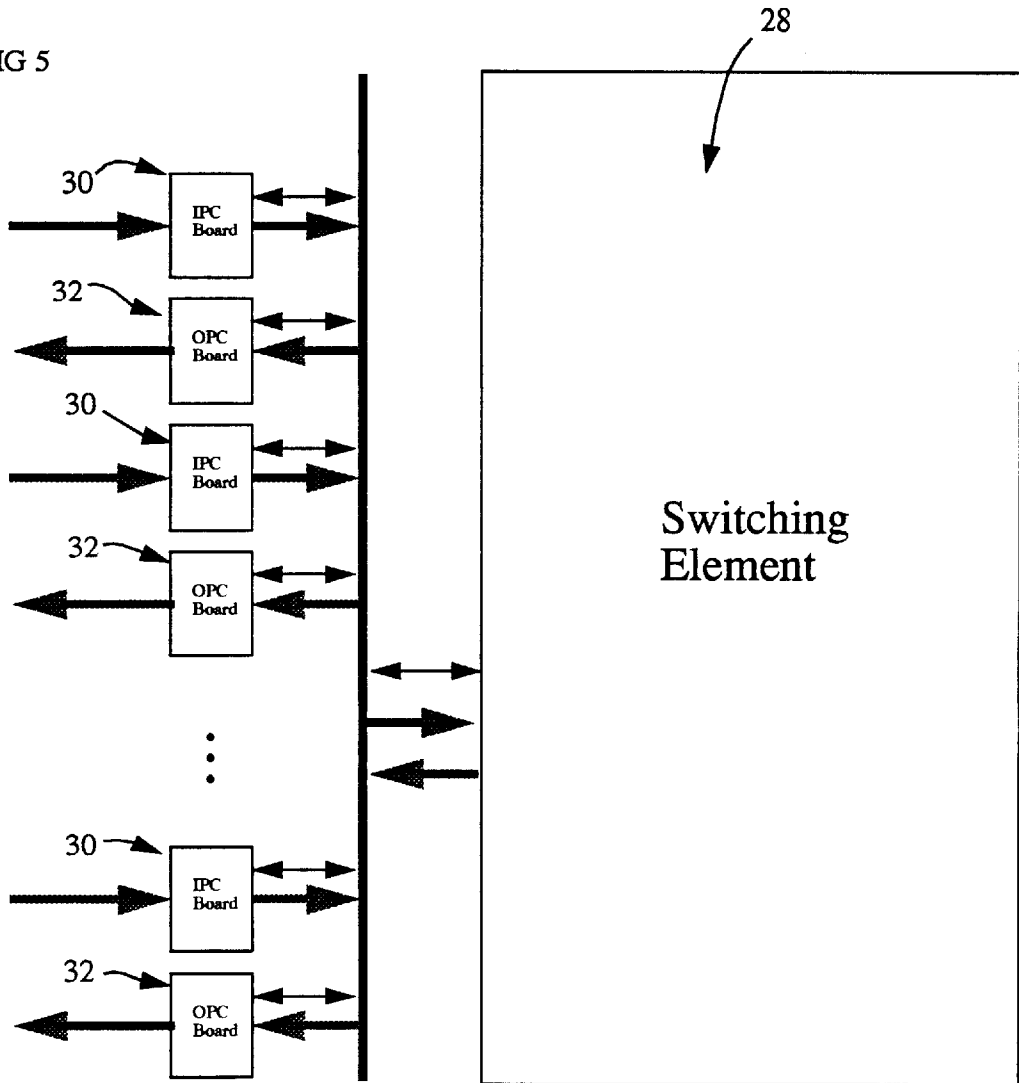 28
IG 5
30
IPC
Board
32
OPC
Board
30
IPC
Board
Switching
Element
32
OPC
Board
30
IPC
Board
32
OPC
Board